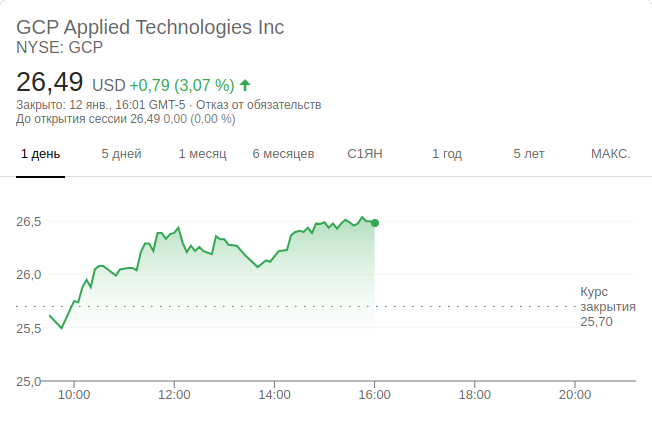 GCP Applied Technologies Inc
NYSE: GCP
26,49 USD +0,79 (3,07 %)
Закрыто: 12 янв., 16:01 GMT-5 · Отказ от обязательств
До открытия сессии 26,49 0,00 (0,00 %)
1 день 5 дней 1 месяц 6 месяцев С1ЯН 1 год 5 лет МАКС.
26,5
26,0
Курс
закрытия
25,70
25,5
25,0
10:00 12:00 14:00 16:00 18:00 20:00